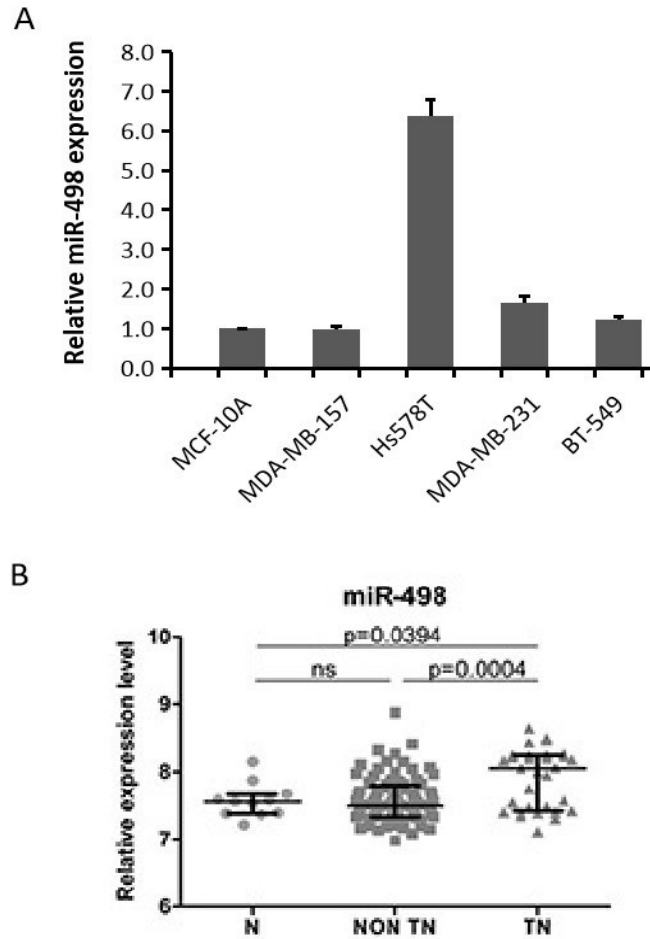 A
Relative miR-498 expression
8.0
7.0
6.0
5.0
4.0
3.0
2.0
1.0
0.0
MCF-10A
MDA-MB-157
Hs578T
MDA-MB-231
BT-549
B
miR-498
Relative expression level
10
9
8
7
6
p=0.0394
ns
p=0.0004
N
NON TN
TN